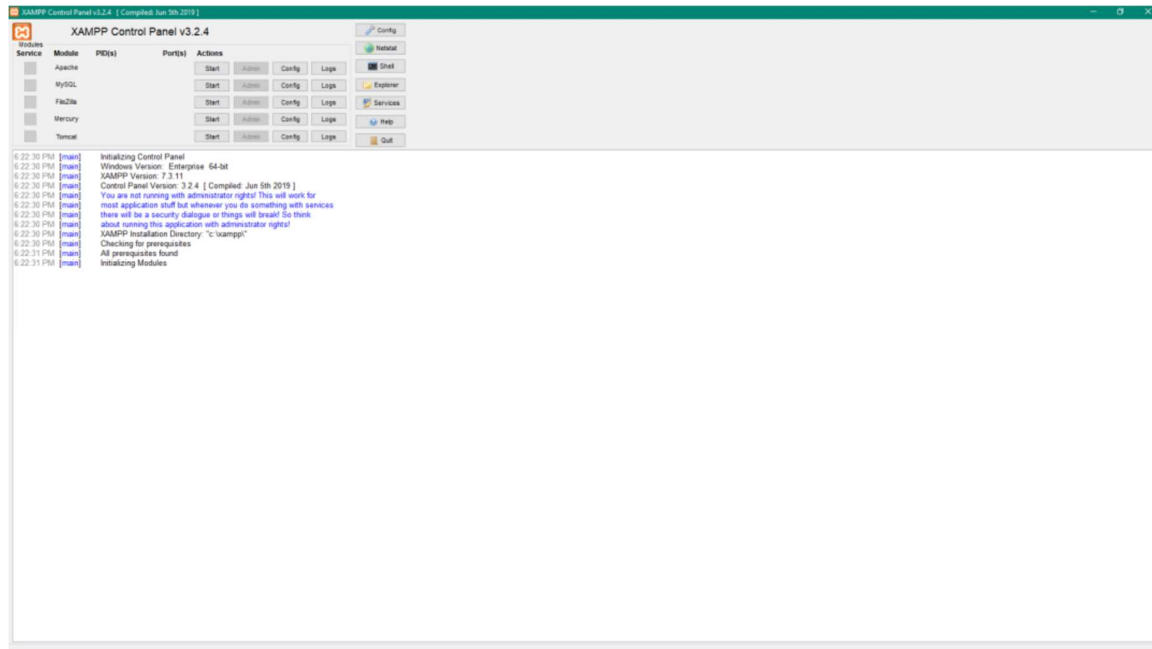 XAMPP Control Panel v3.2.4 [ Compiled: Jun 5th 2019 ]
XAMPP Control Panel v3.2.4
Config
Modules
Service Module PID(s) Port(s) Actions
Netstat
Apache Start Admin Config Logs
Shell
MySQL Start Admin Config Logs
Explorer
FileZilla Start Admin Config Logs
Services
Mercury Start Admin Config Logs
Help
Tomcat Start Admin Config Logs
Quit
6:22:30 PM [main] Initializing Control Panel
6:22:30 PM [main] Windows Version: Enterprise 64-bit
6:22:30 PM [main] XAMPP Version: 7.3.11
6:22:30 PM [main] Control Panel Version: 3.2.4 [ Compiled: Jun 5th 2019 ]
6:22:30 PM [main] You are not running with administrator rights! This will work for
6:22:30 PM [main] most application stuff but whenever you do something with services
6:22:30 PM [main] there will be a security dialogue or things will break! So think
6:22:30 PM [main] about running this application with administrator rights!
6:22:30 PM [main] XAMPP Installation Directory: "c:\xampp\"
6:22:30 PM [main] Checking for prerequisites
6:22:31 PM [main] All prerequisites found
6:22:31 PM [main] Initializing Modules